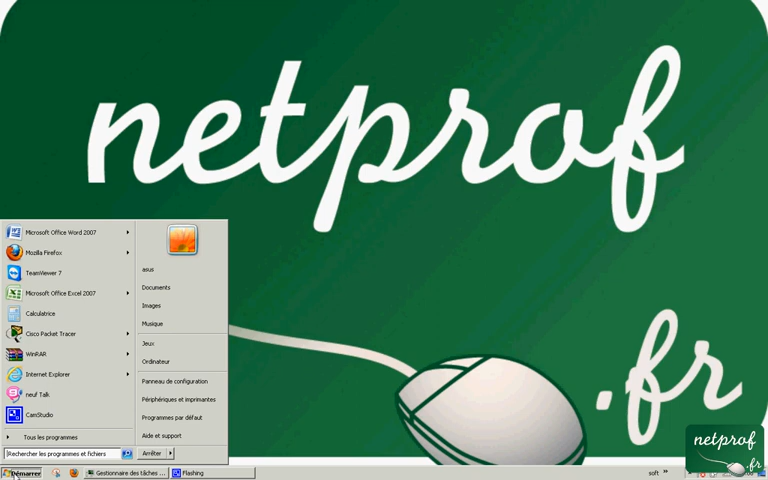 netprof
.fr
Microsoft Office Word 2007
Mozilla Firefox
TeamViewer 7
Microsoft Office Excel 2007
Calculatrice
Cisco Packet Tracer
WinRAR
Internet Explorer
neuf Talk
CamStudio
Tous les programmes
Rechercher les programmes et fichiers
asus
Documents
Images
Musique
Jeux
Ordinateur
Panneau de configuration
Périphériques et imprimantes
Programmes par défaut
Aide et support
Arrêter
Démarrer
Gestionnaire des tâches ...
Flashing
soft
netprof
.fr